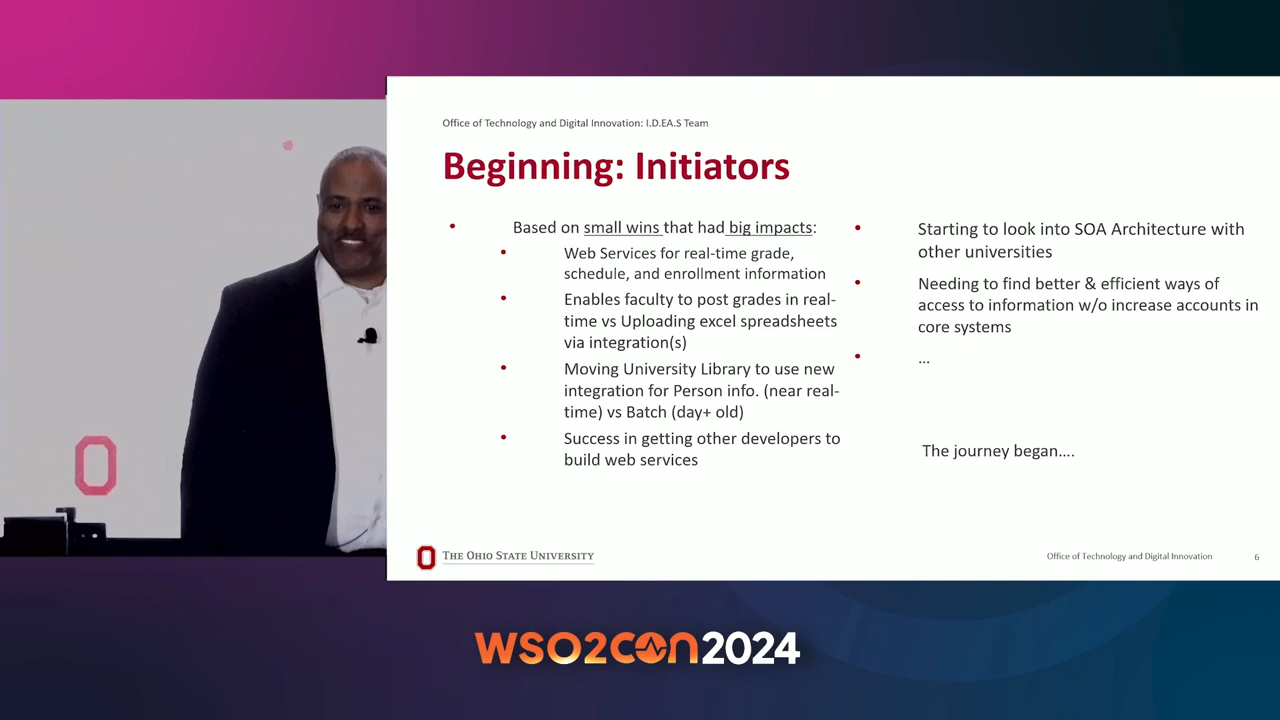 Office of Technology and Digital Innovation: I.D.EA.S Team
Beginning: Initiators
Based on small wins that had big impacts:
Web Services for real-time grade,
schedule, and enrollment information
Enables faculty to post grades in real-
time vs Uploading excel spreadsheets
via integration(s)
Moving University Library to use new
integration for Person info. (near real-
time) vs Batch (day+ old)
Success in getting other developers to
build web services
Starting to look into SOA Architecture with
other universities
Needing to find better & efficient ways of
access to information w/o increase accounts in
core systems
...
The journey began....
THE OHIO STATE UNIVERSITY
Office of Technology and Digital Innovation
6
WSO2CON2024